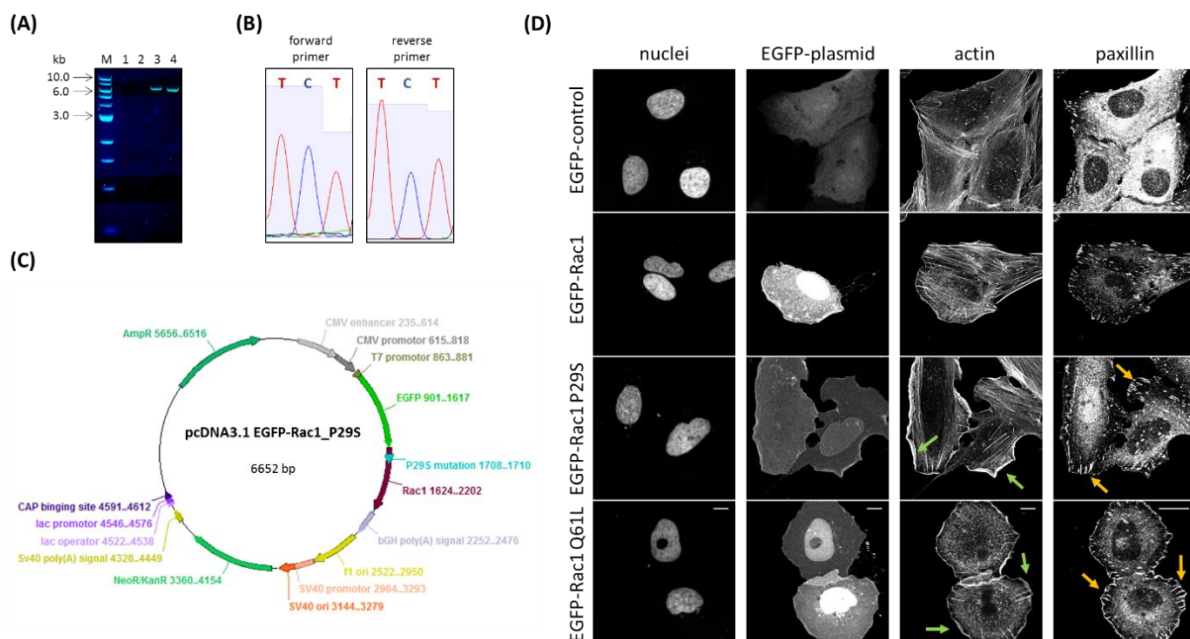 (A)
kb M 1 2 3 4
10.0
6.0
3.0
(B)
forward primer
reverse primer
T C T
T C T
(C)
AmpR 5656..6516
CMV enhancer 235..614
CMV promotor 615..818
T7 promotor 863..881
EGFP 901..1617
pcDNA3.1 EGFP-Rac1_P29S
6652 bp
P29S mutation 1708..1710
Rac1 1624..2202
CAP binging site 4591..4612
lac promotor 4546..4576
lac operator 4522..4538
Sv40 poly(A) signal 4328..4449
bGH poly(A) signal 2252..2476
f1 ori 2522..2950
NeoR/KanR 3360..4154
SV40 promotor 2964..3293
SV40 ori 3144..3279
(D)
nuclei EGFP-plasmid actin paxillin
EGFP-control
EGFP-Rac1
EGFP-Rac1 P29S
EGFP-Rac1 Q61L